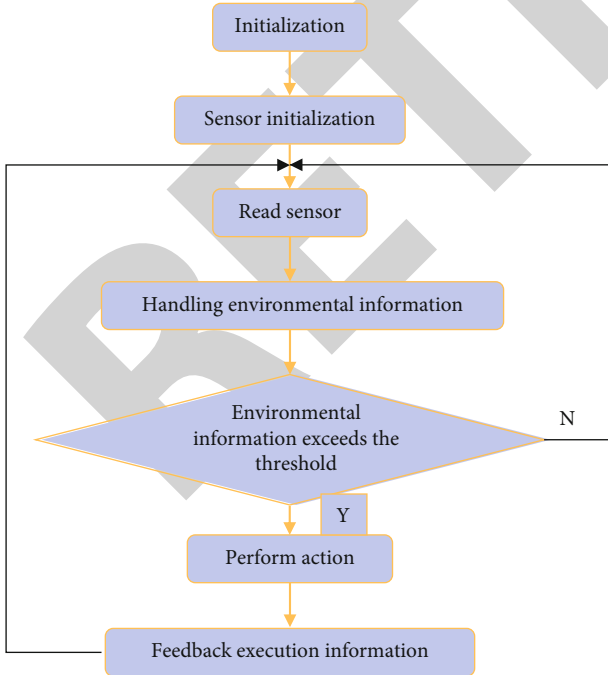 Initialization
Sensor initialization
Read sensor
Handling environmental information
Environmental
information exceeds the
threshold
N
Y
Perform action
Feedback execution information